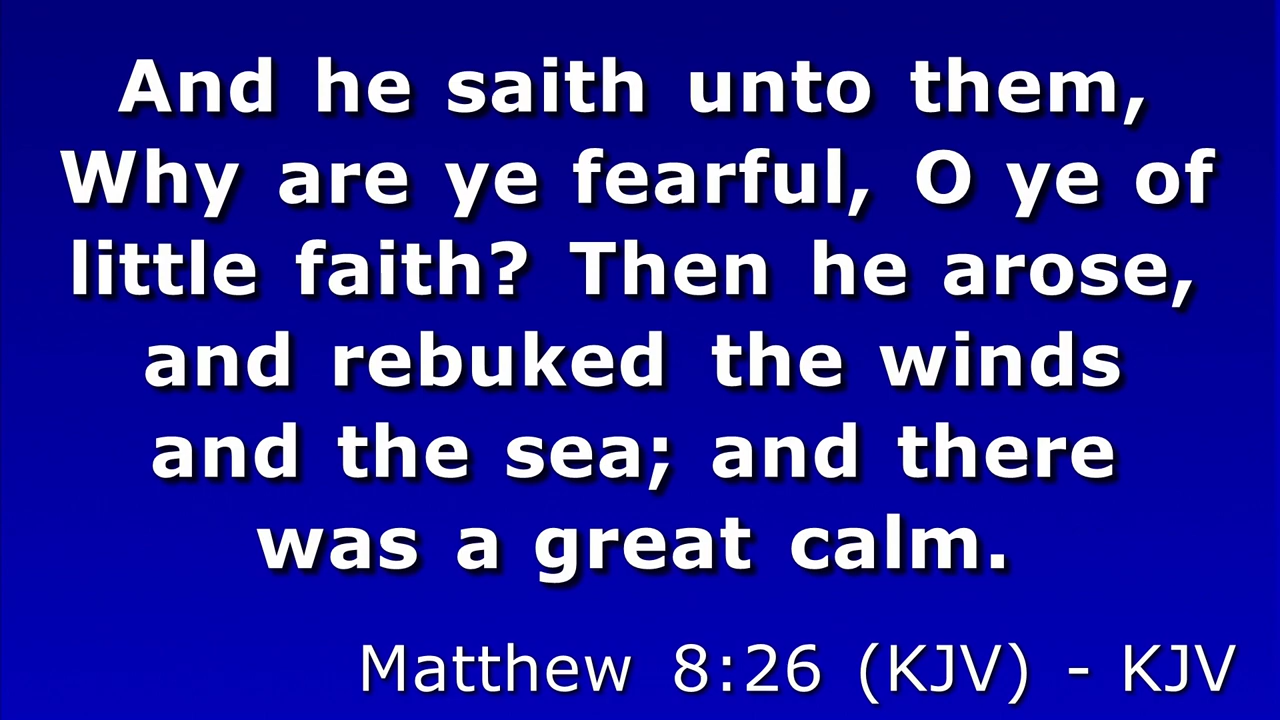 And he saith unto them,
Why are ye fearful, O ye of
little faith? Then he arose,
and rebuked the winds
and the sea; and there
was a great calm.
Matthew 8:26 (KJV) - KJV